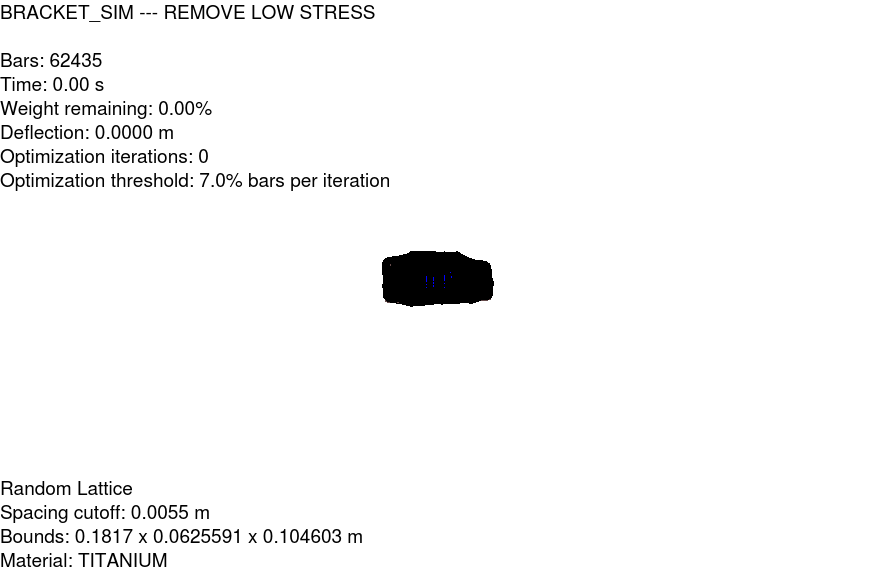 BRACKET_SIM --- REMOVE LOW STRESS
Bars: 62435
Time: 0.00 s
Weight remaining: 0.00%
Deflection: 0.0000 m
Optimization iterations: 0
Optimization threshold: 7.0% bars per iteration
Random Lattice
Spacing cutoff: 0.0055 m
Bounds: 0.1817 x 0.0625591 x 0.104603 m
Material: TITANIUM